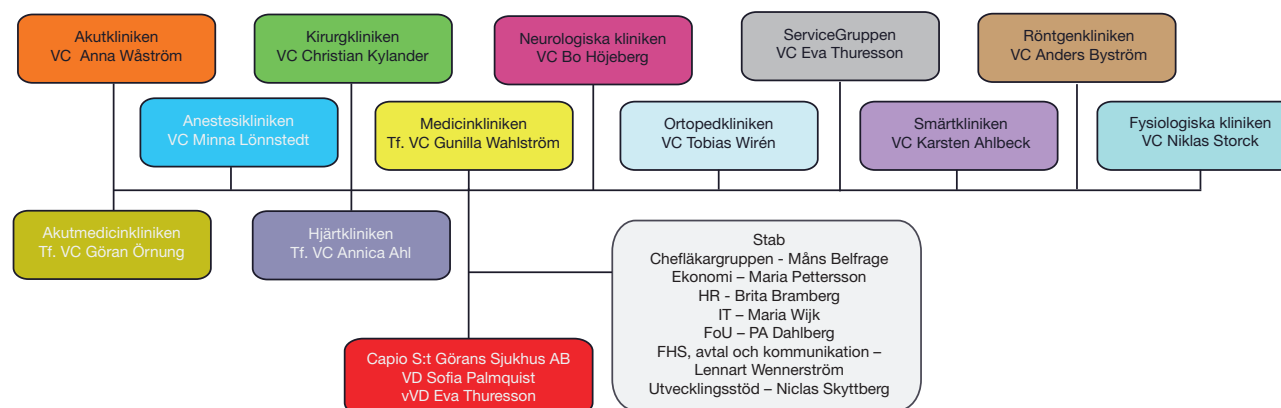 Akutkliniken
VC  Anna Wåström
Kirurgkliniken
VC Christian Kylander
Neurologiska kliniken
VC Bo Höjeberg
ServiceGruppen
VC Eva Thuresson
Röntgenkliniken
VC Anders Byström
Anestesikliniken
VC Minna Lönnstedt
Medicinkliniken
Tf. VC Gunilla Wahlström
Ortopedkliniken
VC Tobias Wirén
Smärtkliniken
VC Karsten Ahlbeck
Fysiologiska kliniken
VC Niklas Storck
Akutmedicinkliniken
Tf. VC Göran Örnung
Hjärtkliniken
Tf. VC Annica Ahl
Stab
Chefläkargruppen - Måns Belfrage
Ekonomi – Maria Pettersson
HR - Brita Bramberg
IT – Maria Wijk
FoU – PA Dahlberg
FHS, avtal och kommunikation –
Lennart Wennerström
Utvecklingsstöd – Niclas Skyttberg
Capio S:t Görans Sjukhus AB
VD Sofia Palmquist
vVD Eva Thuresson